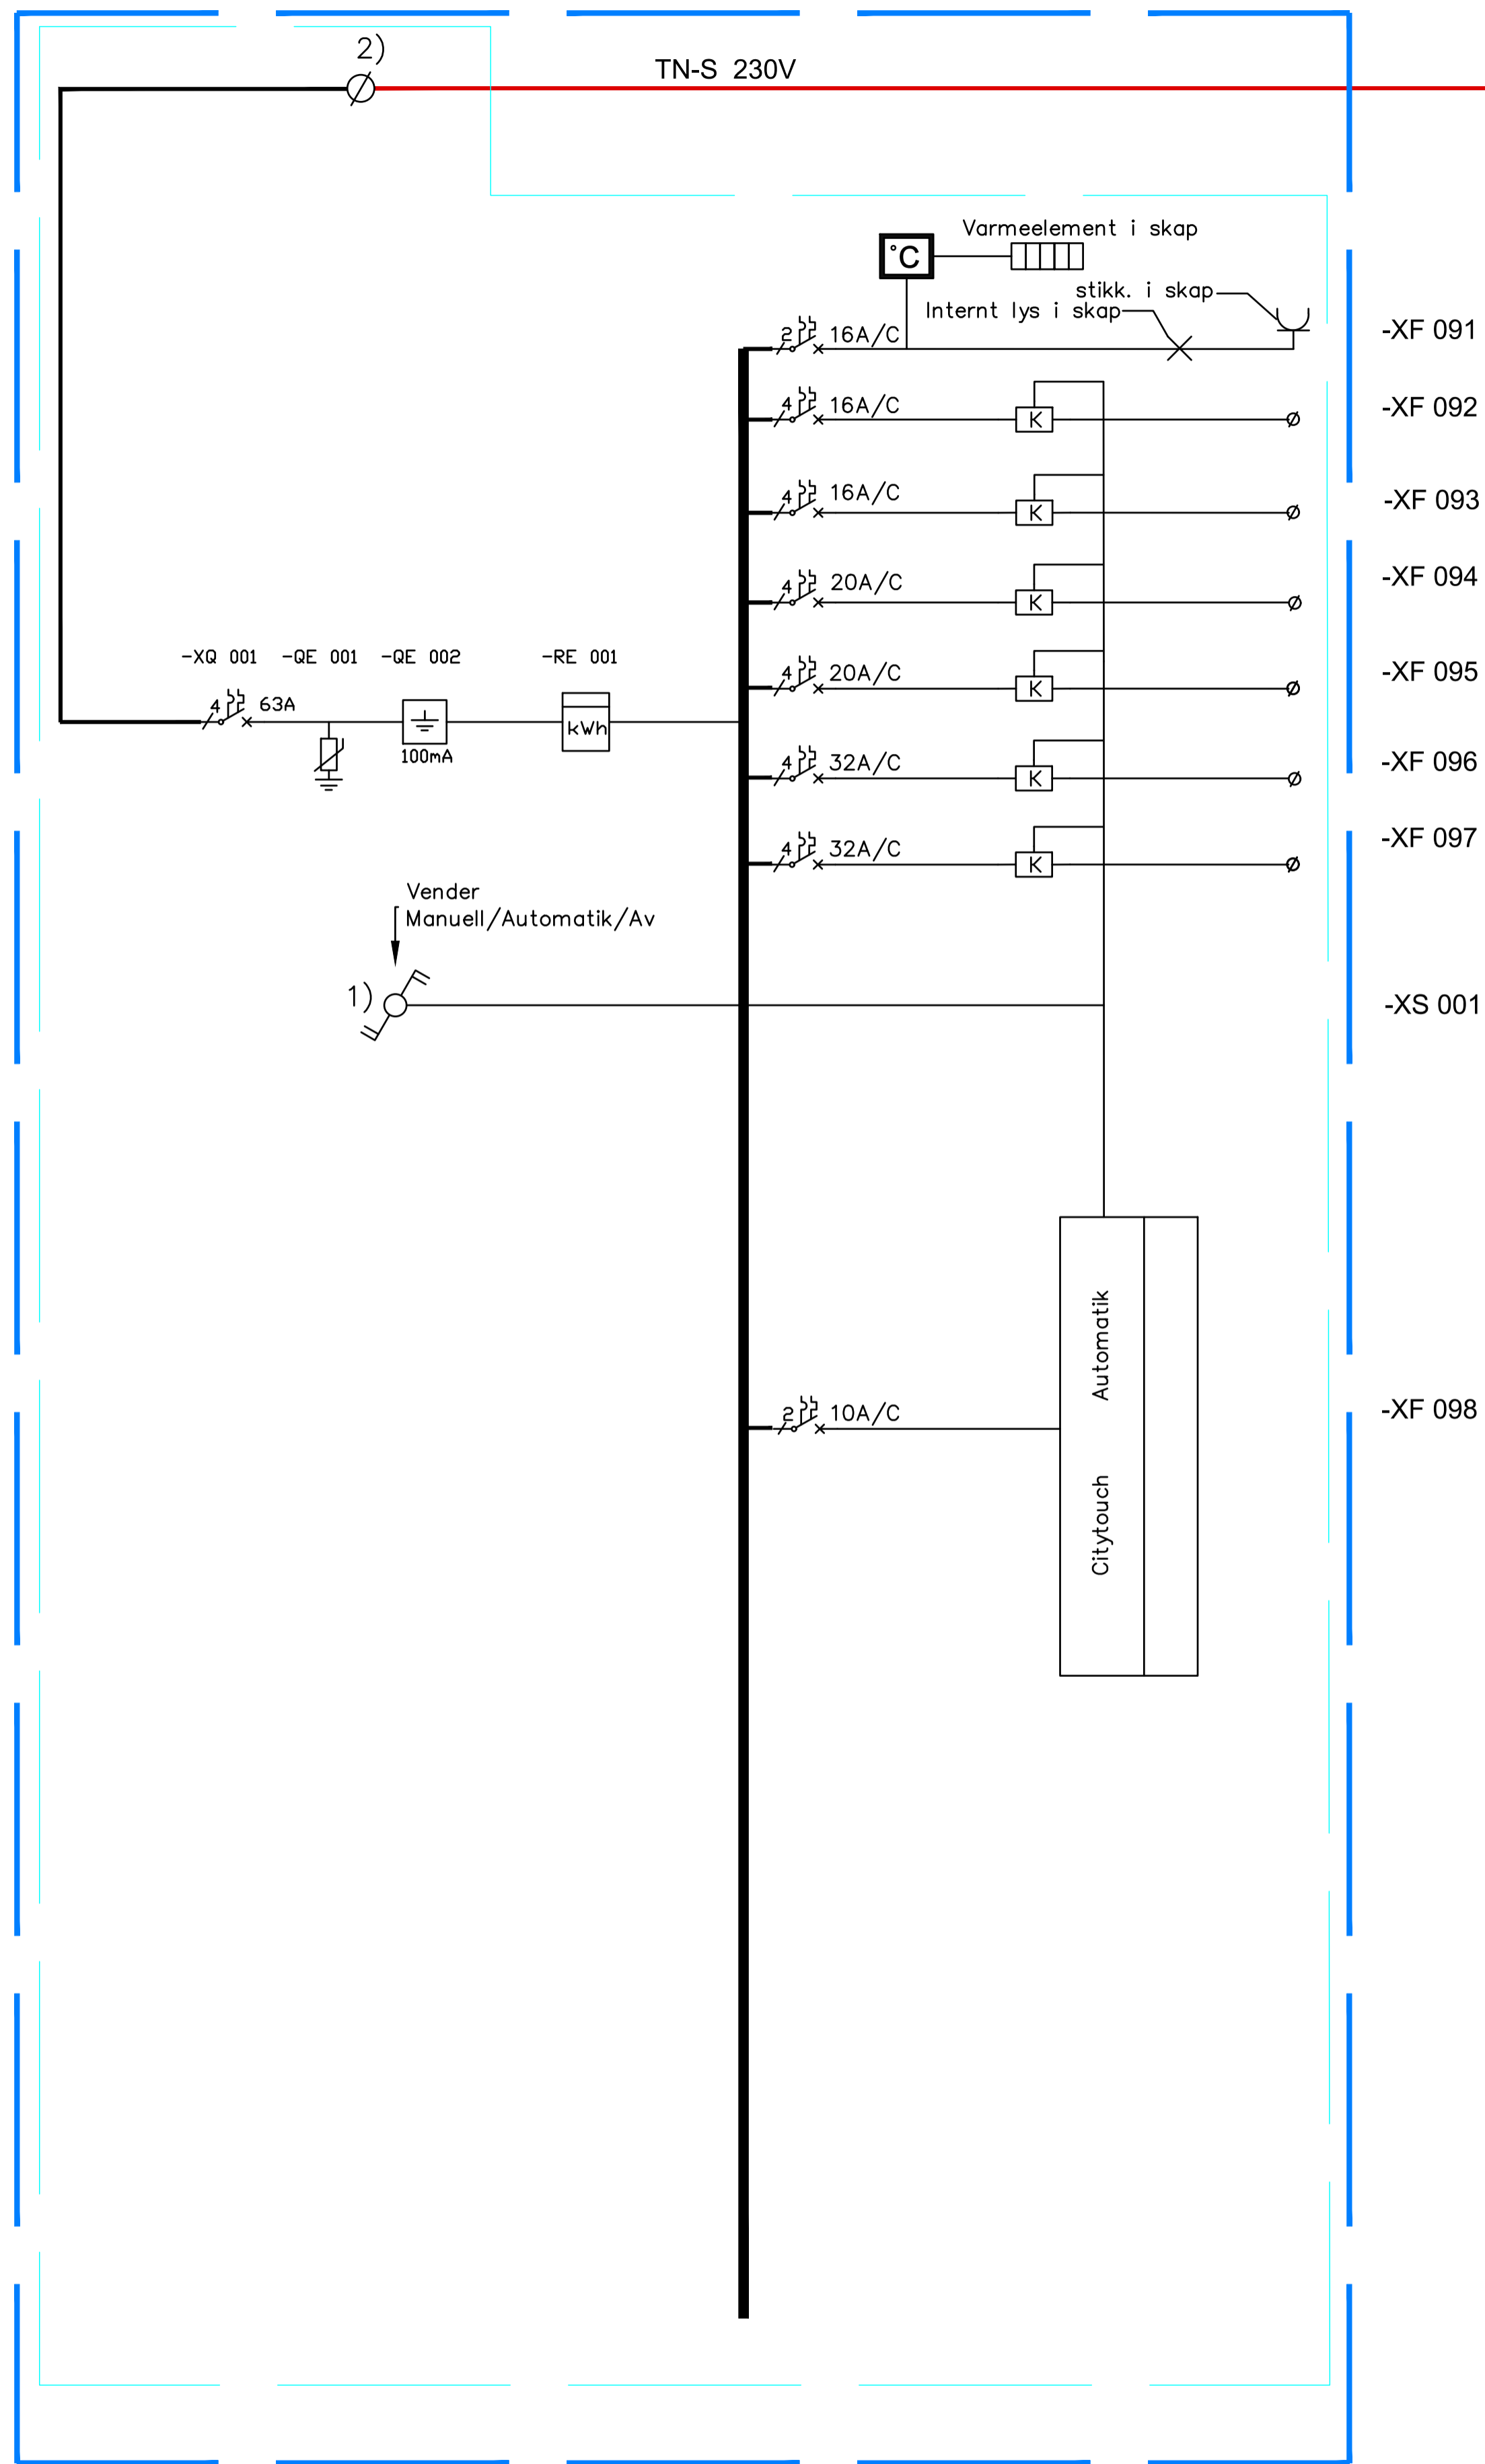 2)
TN-S 230V
°C
Varmeelement i skap
stikk. i skap
Internt lys i skap
2 16A/C
-XF 091
4 16A/C
K
-XF 092
4 16A/C
K
-XF 093
4 20A/C
K
-XF 094
-XQ 001 -QE 001 -QE 002 -RE 001
4 20A/C
K
-XF 095
4 63A
kWh
100mA
4 32A/C
K
-XF 096
4 32A/C
K
-XF 097
Vender
Manuell/Automatik/Av
1)
-XS 001
Citytouch Automatik
2 10A/C
-XF 098